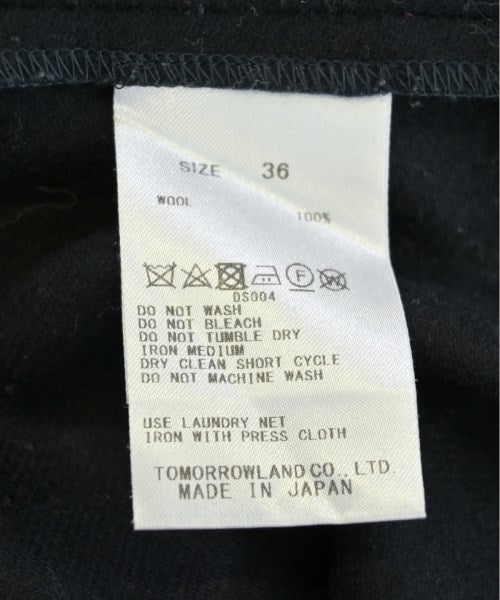 SIZE 36
WOOL
100%
F W
DS004
DO NOT WASH
DO NOT BLEACH
DO NOT TUMBLE DRY
IRON MEDIUM
DRY CLEAN SHORT CYCLE
DO NOT MACHINE WASH
USE LAUNDRY NET
IRON WITH PRESS CLOTH
TOMORROWLAND CO., LTD.
MADE IN JAPAN